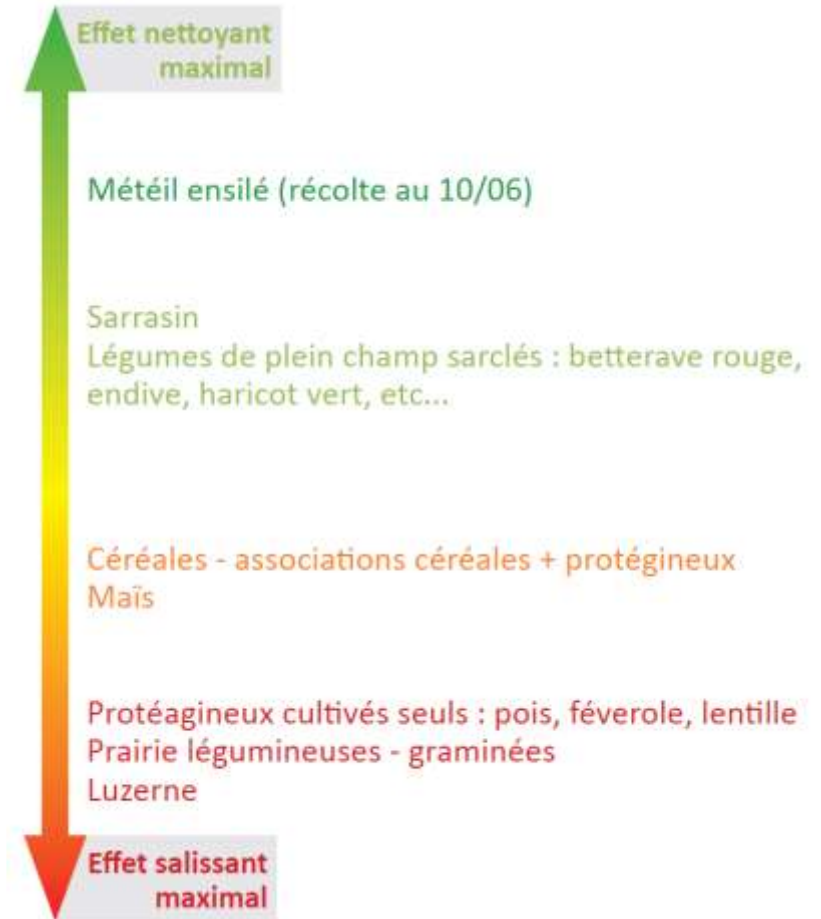 Effet nettoyant
maximal
Métėil ensilé (récolte au 10/06)
Sarrasin
Légumes de plein champ sarclés : betterave rouge,
endive, haricot vert, etc...
Céréales - associations céréales + protégineux
Maïs
Protéagineux cultivés seuls : pois, féverole, lentille
Prairie légumineuses - graminées
Luzerne
Effet salissant
maximal